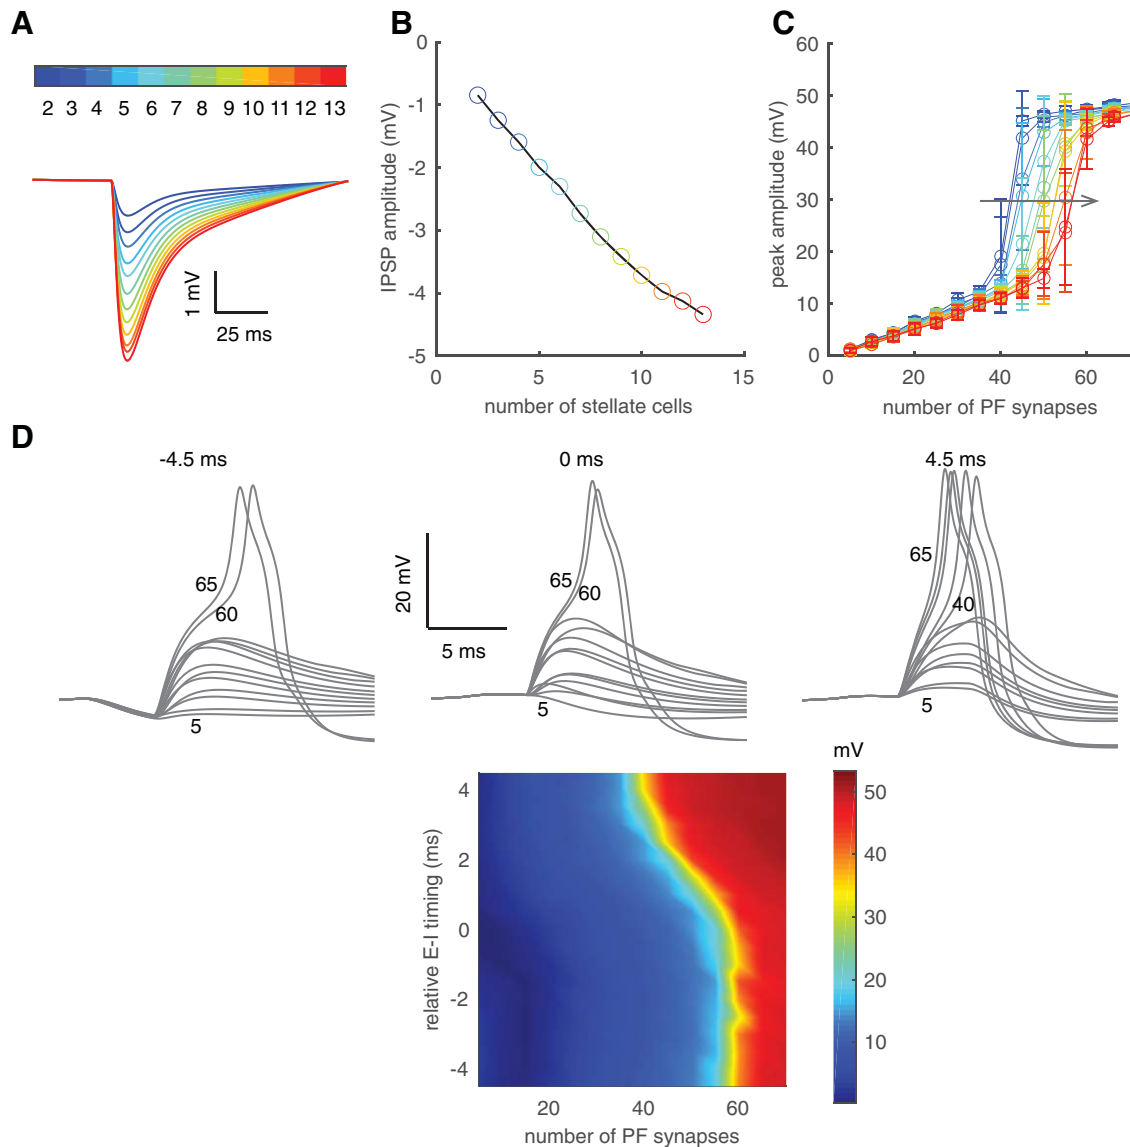 A
2 3 4 5 6 7 8 9 10 11 12 13
1 mV
25 ms
B
IPSP amplitude (mV)
0
-1
-2
-3
-4
-5
0 5 10 15
number of stellate cells
C
peak amplitude (mV)
60
50
40
30
20
10
0
0 20 40 60
number of PF synapses
D
-4.5 ms
65
60
5
0 ms
20 mV
5 ms
65
60
5
4.5 ms
65
40
5
relative E-I timing (ms)
4
2
0
-2
-4
20 40 60
number of PF synapses
mV
50
40
30
20
10